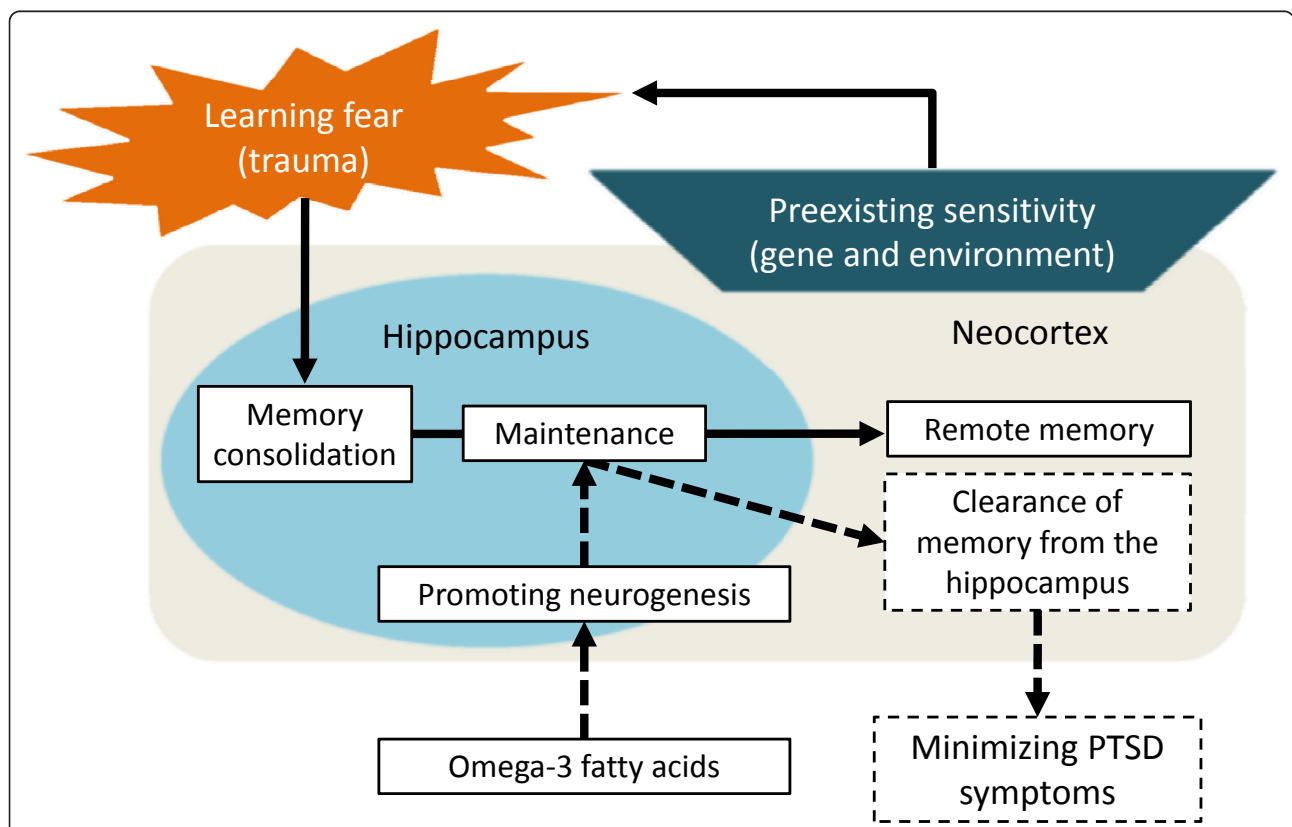 Learning fear
(trauma)
Preexisting sensitivity
(gene and environment)
Hippocampus
Neocortex
Memory
consolidation
Maintenance
Remote memory
Clearance of
memory from the
hippocampus
Promoting neurogenesis
Omega-3 fatty acids
Minimizing PTSD
symptoms